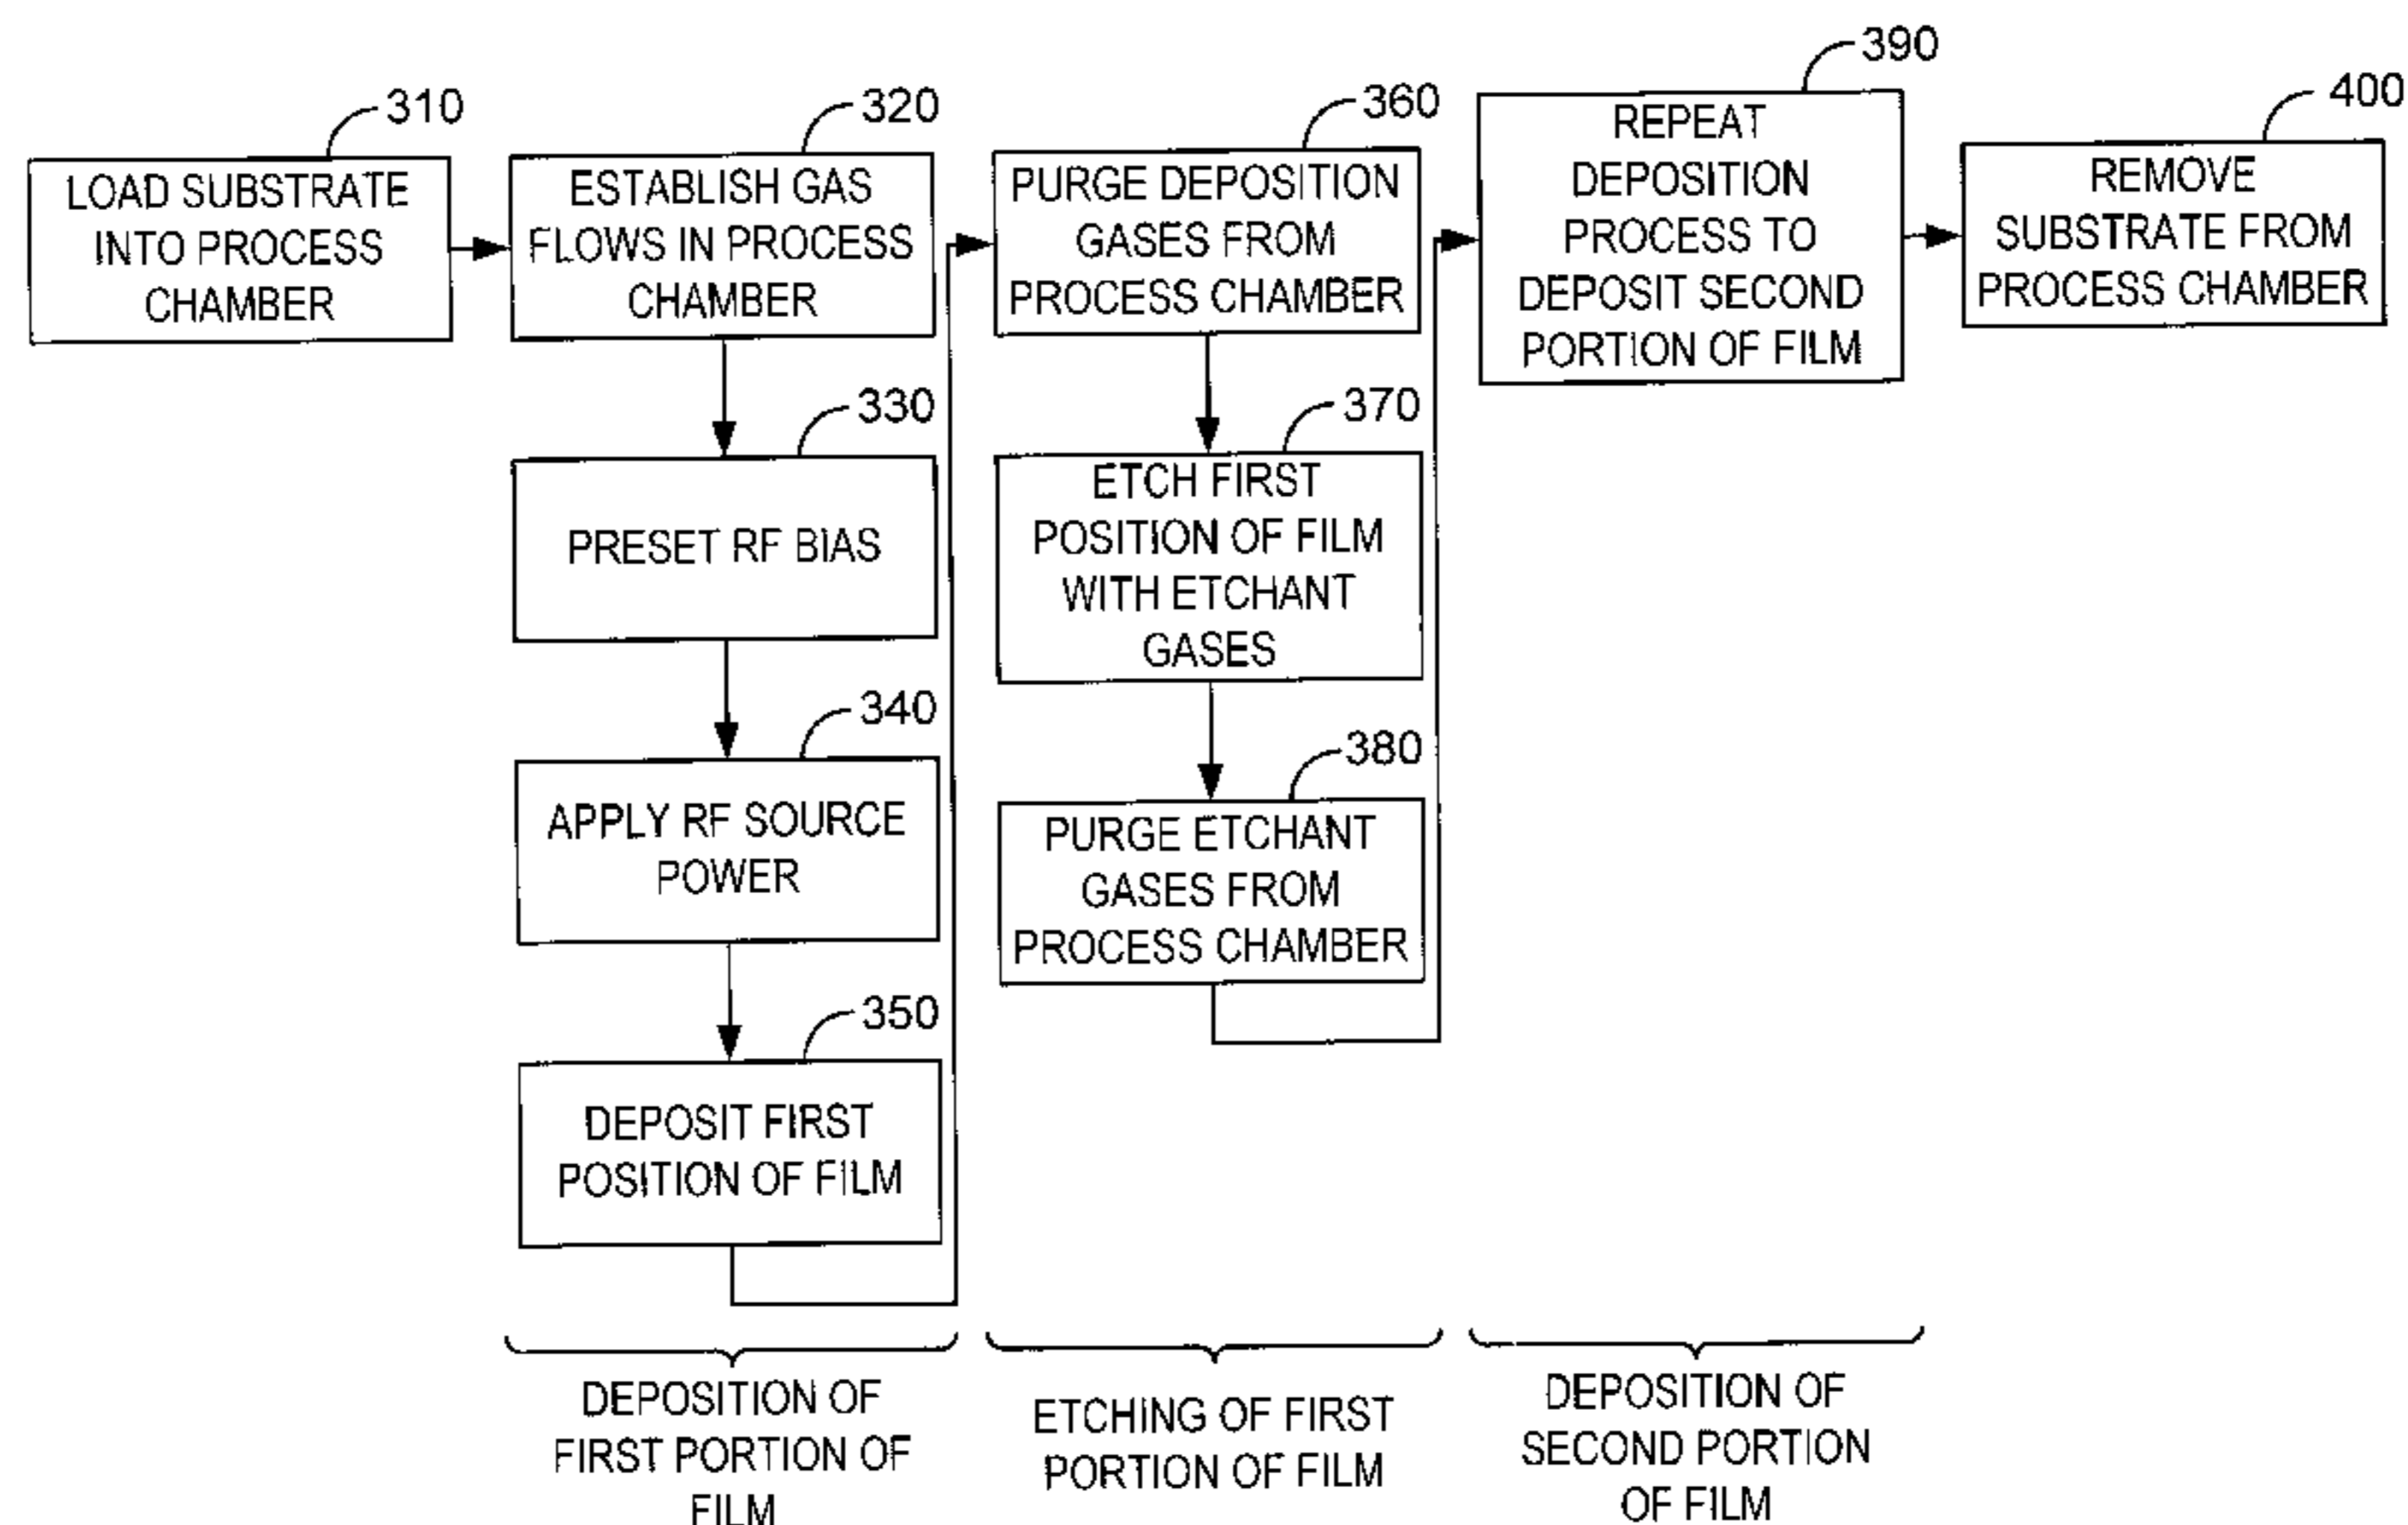 310
LOAD SUBSTRATE
INTO PROCESS
CHAMBER
320
ESTABLISH GAS
FLOWS IN PROCESS
CHAMBER
330
PRESET RF BIAS
340
APPLY RF SOURCE
POWER
350
DEPOSIT FIRST
POSITION OF FILM
DEPOSITION OF
FIRST PORTION OF
FILM
360
PURGE DEPOSITION
GASES FROM
PROCESS CHAMBER
370
ETCH FIRST
POSITION OF FILM
WITH ETCHANT
GASES
380
PURGE ETCHANT
GASES FROM
PROCESS CHAMBER
ETCHING OF FIRST
PORTION OF FILM
390
REPEAT
DEPOSITION
PROCESS TO
DEPOSIT SECOND
PORTION OF FILM
DEPOSITION OF
SECOND PORTION
OF FILM
400
REMOVE
SUBSTRATE FROM
PROCESS CHAMBER